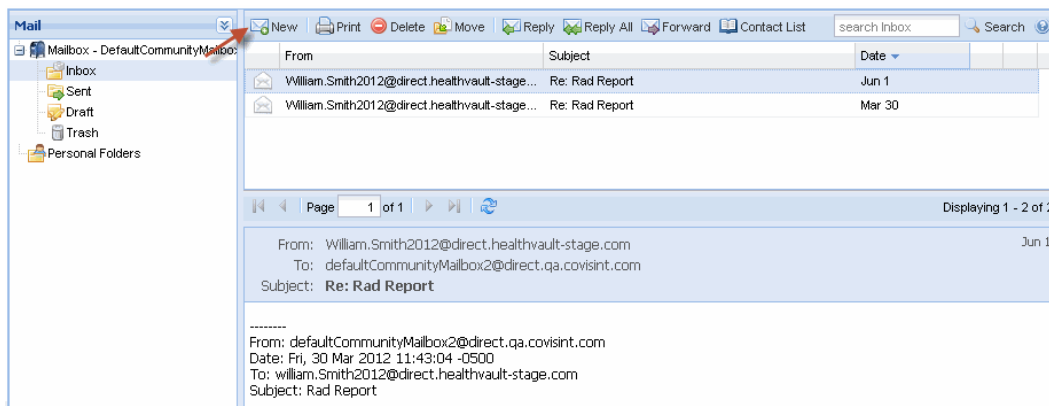 Mail
New Print Delete Move Reply Reply All Forward Contact List search Inbox Search
Mailbox - DefaultCommunityMailbo
Inbox
Sent
Draft
Trash
Personal Folders
From Subject Date
William.Smith2012@direct.healthvault-stage... Re: Rad Report Jun 1
William.Smith2012@direct.healthvault-stage... Re: Rad Report Mar 30
Page 1 of 1 Displaying 1 - 2 of 2
From: William.Smith2012@direct.healthvault-stage.com Jun 1
To: defaultCommunityMailbox2@direct.qa.covisint.com
Subject: Re: Rad Report
--------
From: defaultCommunityMailbox2@direct.qa.covisint.com
Date: Fri, 30 Mar 2012 11:43:04 -0500
To: william.Smith2012@direct.healthvault-stage.com
Subject: Rad Report